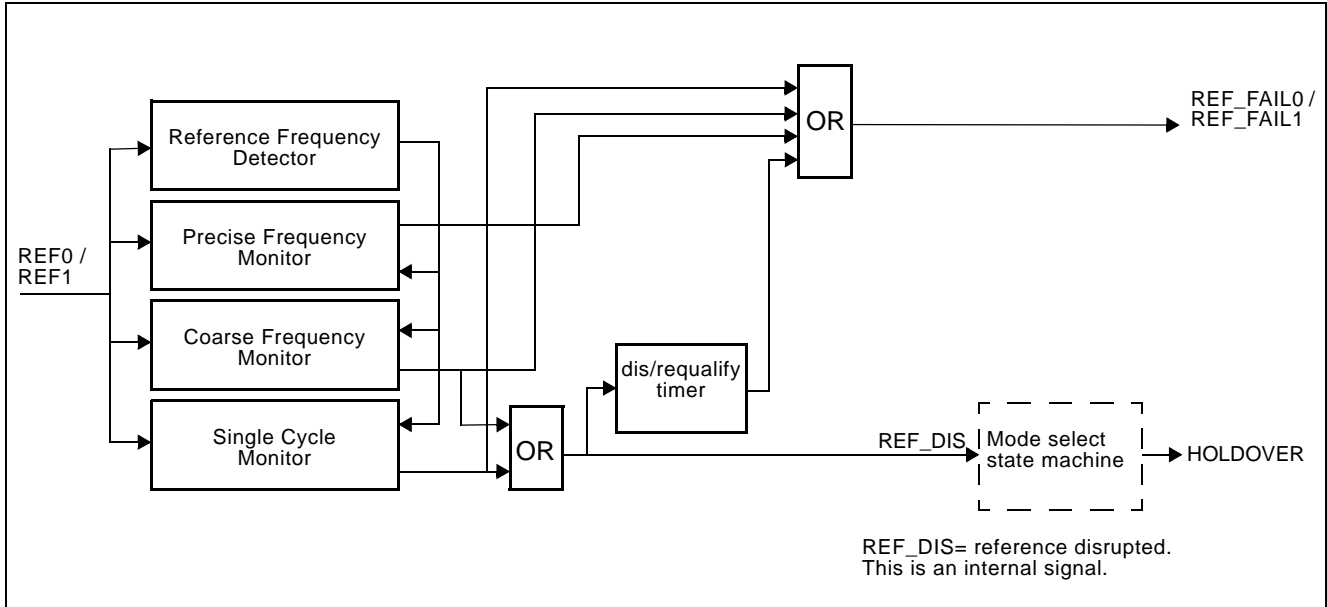 REF0 /
REF1
Reference Frequency
Detector
Precise Frequency
Monitor
Coarse Frequency
Monitor
Single Cycle
Monitor
OR
dis/requalify
timer
OR
REF_FAIL0 /
REF_FAIL1
REF_DIS
Mode select
state machine
HOLDOVER
REF_DIS= reference disrupted.
This is an internal signal.